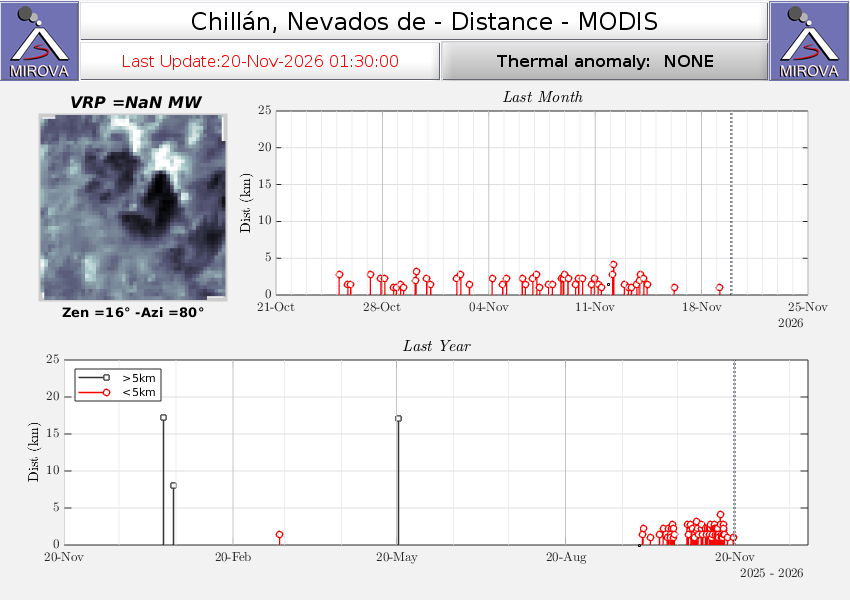 Chillán, Nevados de - Distance - MODIS
MIROVA
Last Update:20-Nov-2026 01:30:00
Thermal anomaly: NONE
MIROVA
VRP =NaN MW
Zen =16° -Azi =80°
Last Month
Dist (km)
25
20
15
10
5
0
21-Oct
28-Oct
04-Nov
11-Nov
18-Nov
25-Nov
2026
Last Year
Dist (km)
25
20
15
10
5
0
>5km
<5km
20-Nov
20-Feb
20-May
20-Aug
20-Nov
2025 - 2026